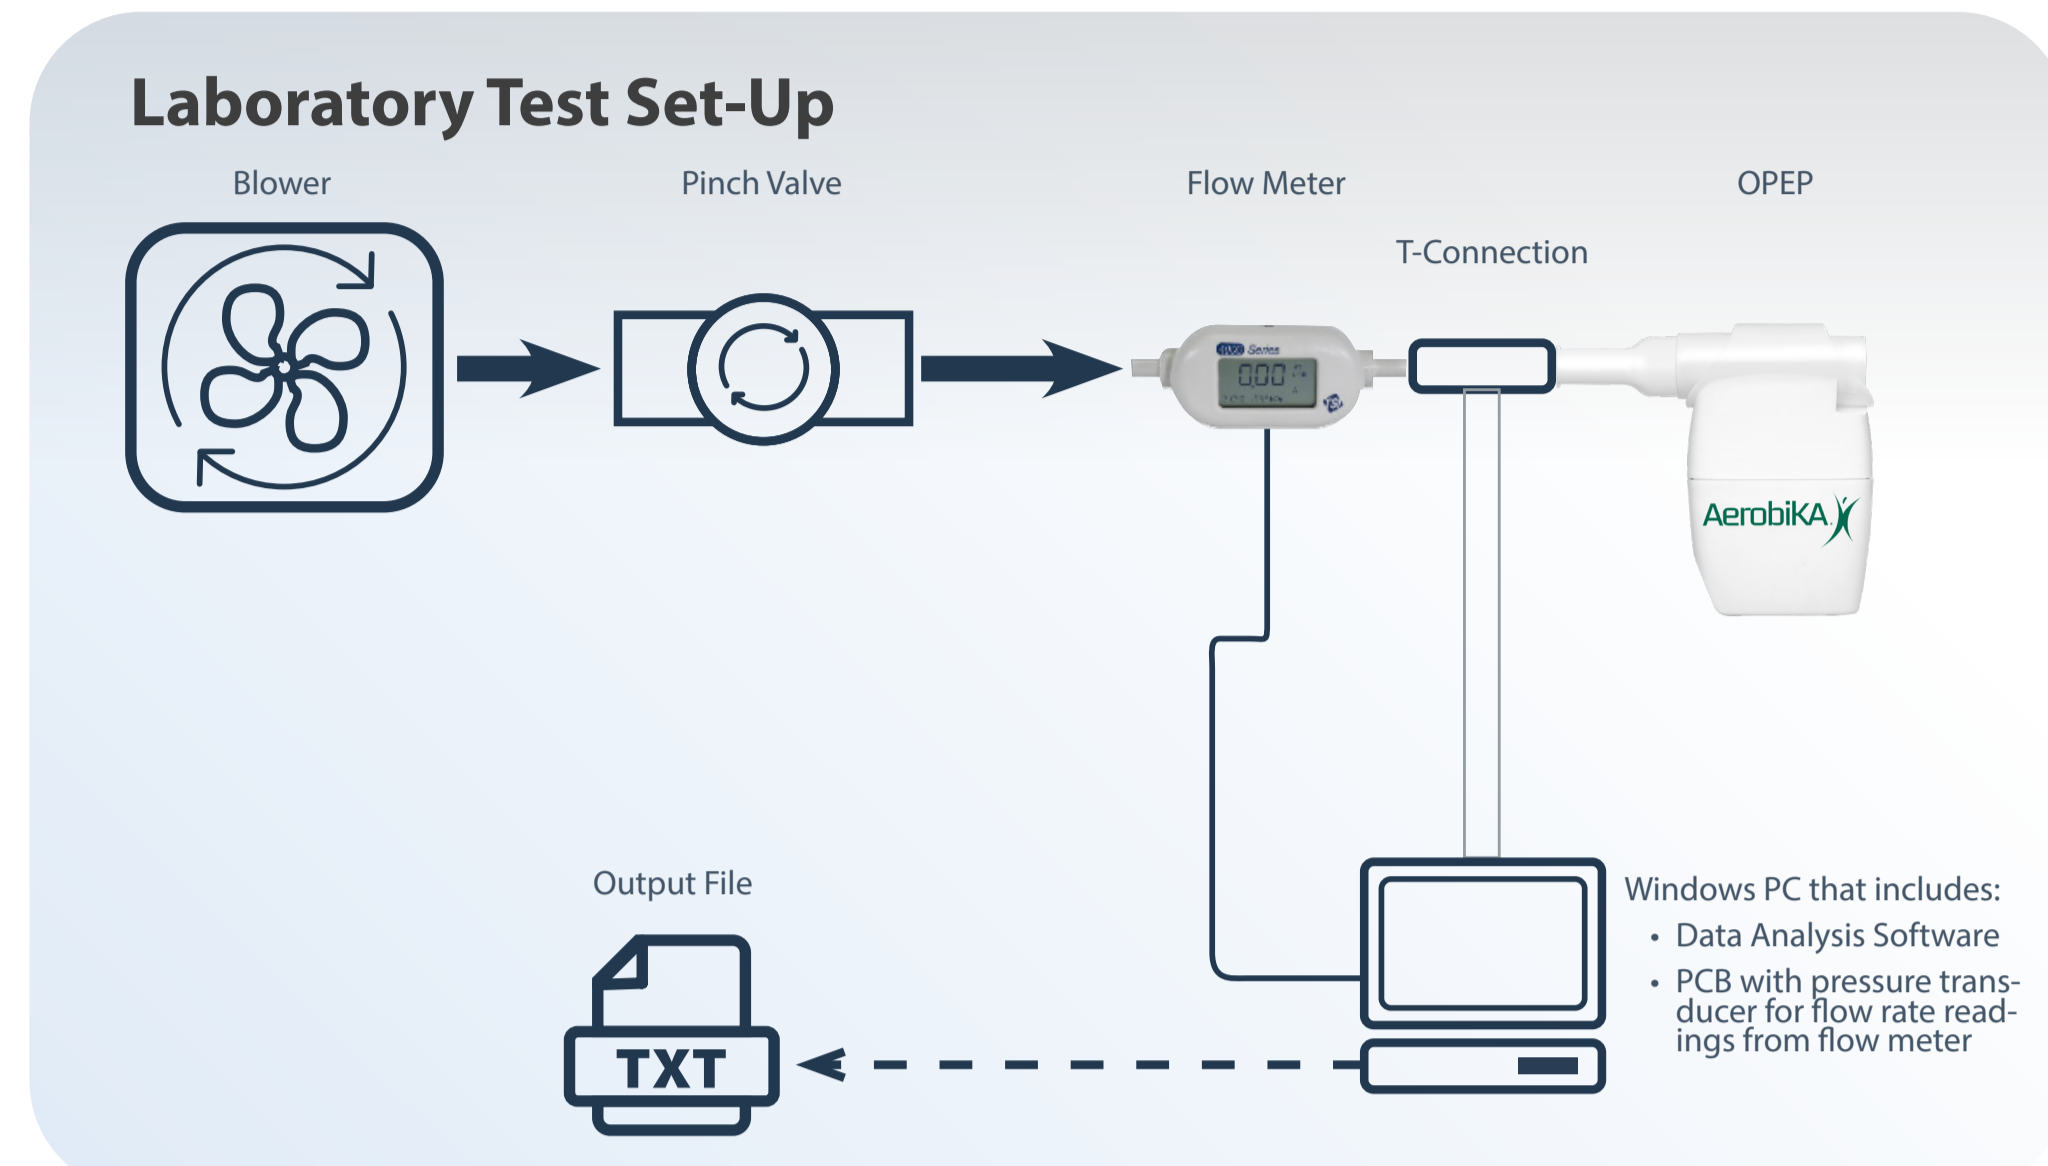 Laboratory Test Set-Up
Blower
Pinch Valve
Flow Meter
OPEP
T-Connection
Series
0.00
AerobiKA
Output File
TXT
Windows PC that includes:
• Data Analysis Software
• PCB with pressure trans-
ducer for flow rate read-
ings from flow meter